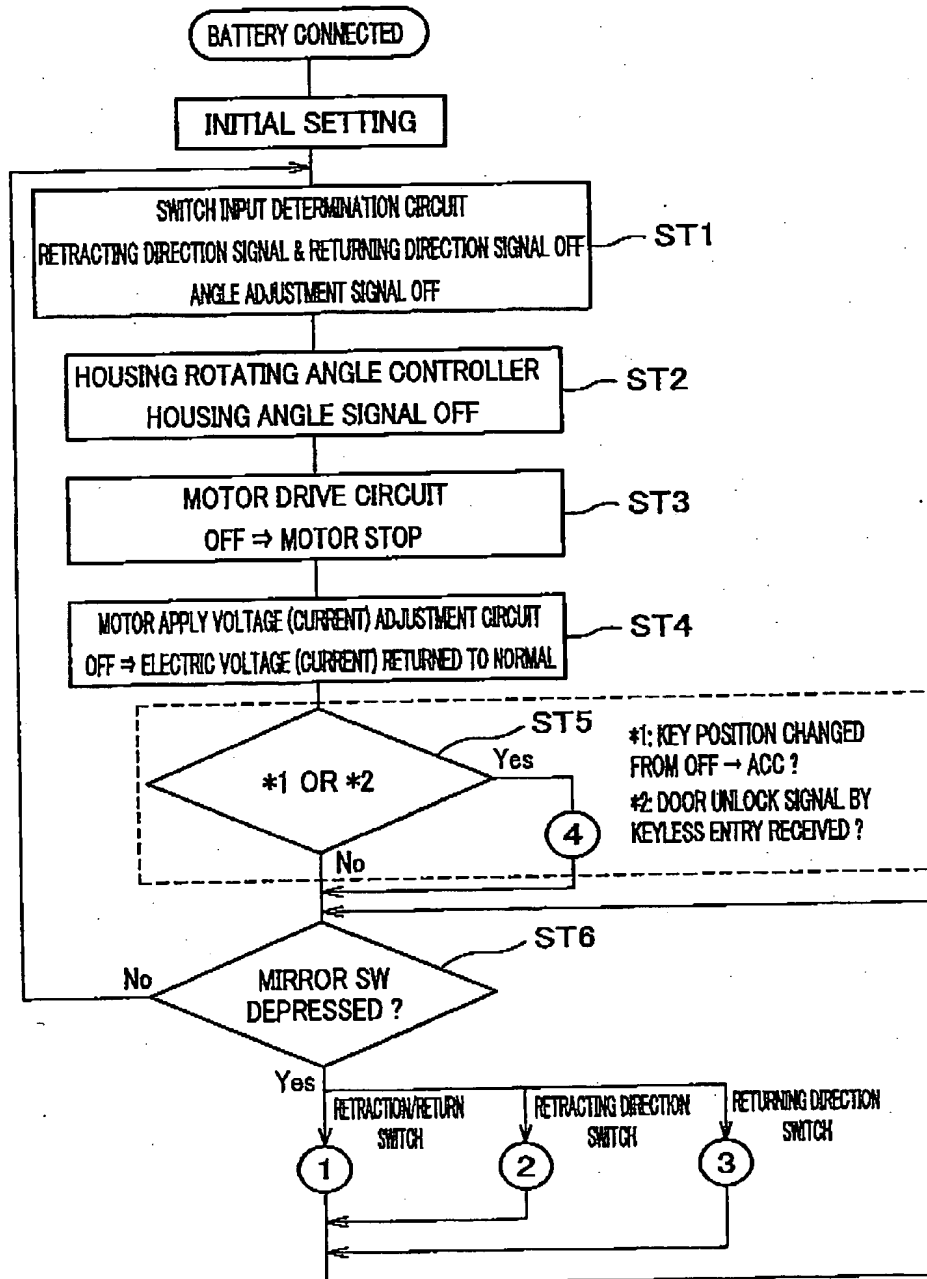 BATTERY CONNECTED
INITIAL SETTING
SWITCH INPUT DETERMINATION CIRCUIT
RETRACTING DIRECTION SIGNAL & RETURNING DIRECTION SIGNAL OFF
ANGLE ADJUSTMENT SIGNAL OFF
ST1
HOUSING ROTATING ANGLE CONTROLLER
HOUSING ANGLE SIGNAL OFF
ST2
MOTOR DRIVE CIRCUIT
OFF ⇒ MOTOR STOP
ST3
MOTOR APPLY VOLTAGE (CURRENT) ADJUSTMENT CIRCUIT
OFF ⇒ ELECTRIC VOLTAGE (CURRENT) RETURNED TO NORMAL
ST4
ST5
*1 OR *2
Yes
4
No
*1: KEY POSITION CHANGED
FROM OFF → ACC ?
*2: DOOR UNLOCK SIGNAL BY
KEYLESS ENTRY RECEIVED ?
ST6
No
MIRROR SW
DEPRESSED ?
Yes
RETRACTION/RETURN
SWITCH
RETRACTING DIRECTION
SWITCH
RETURNING DIRECTION
SWITCH
1
2
3